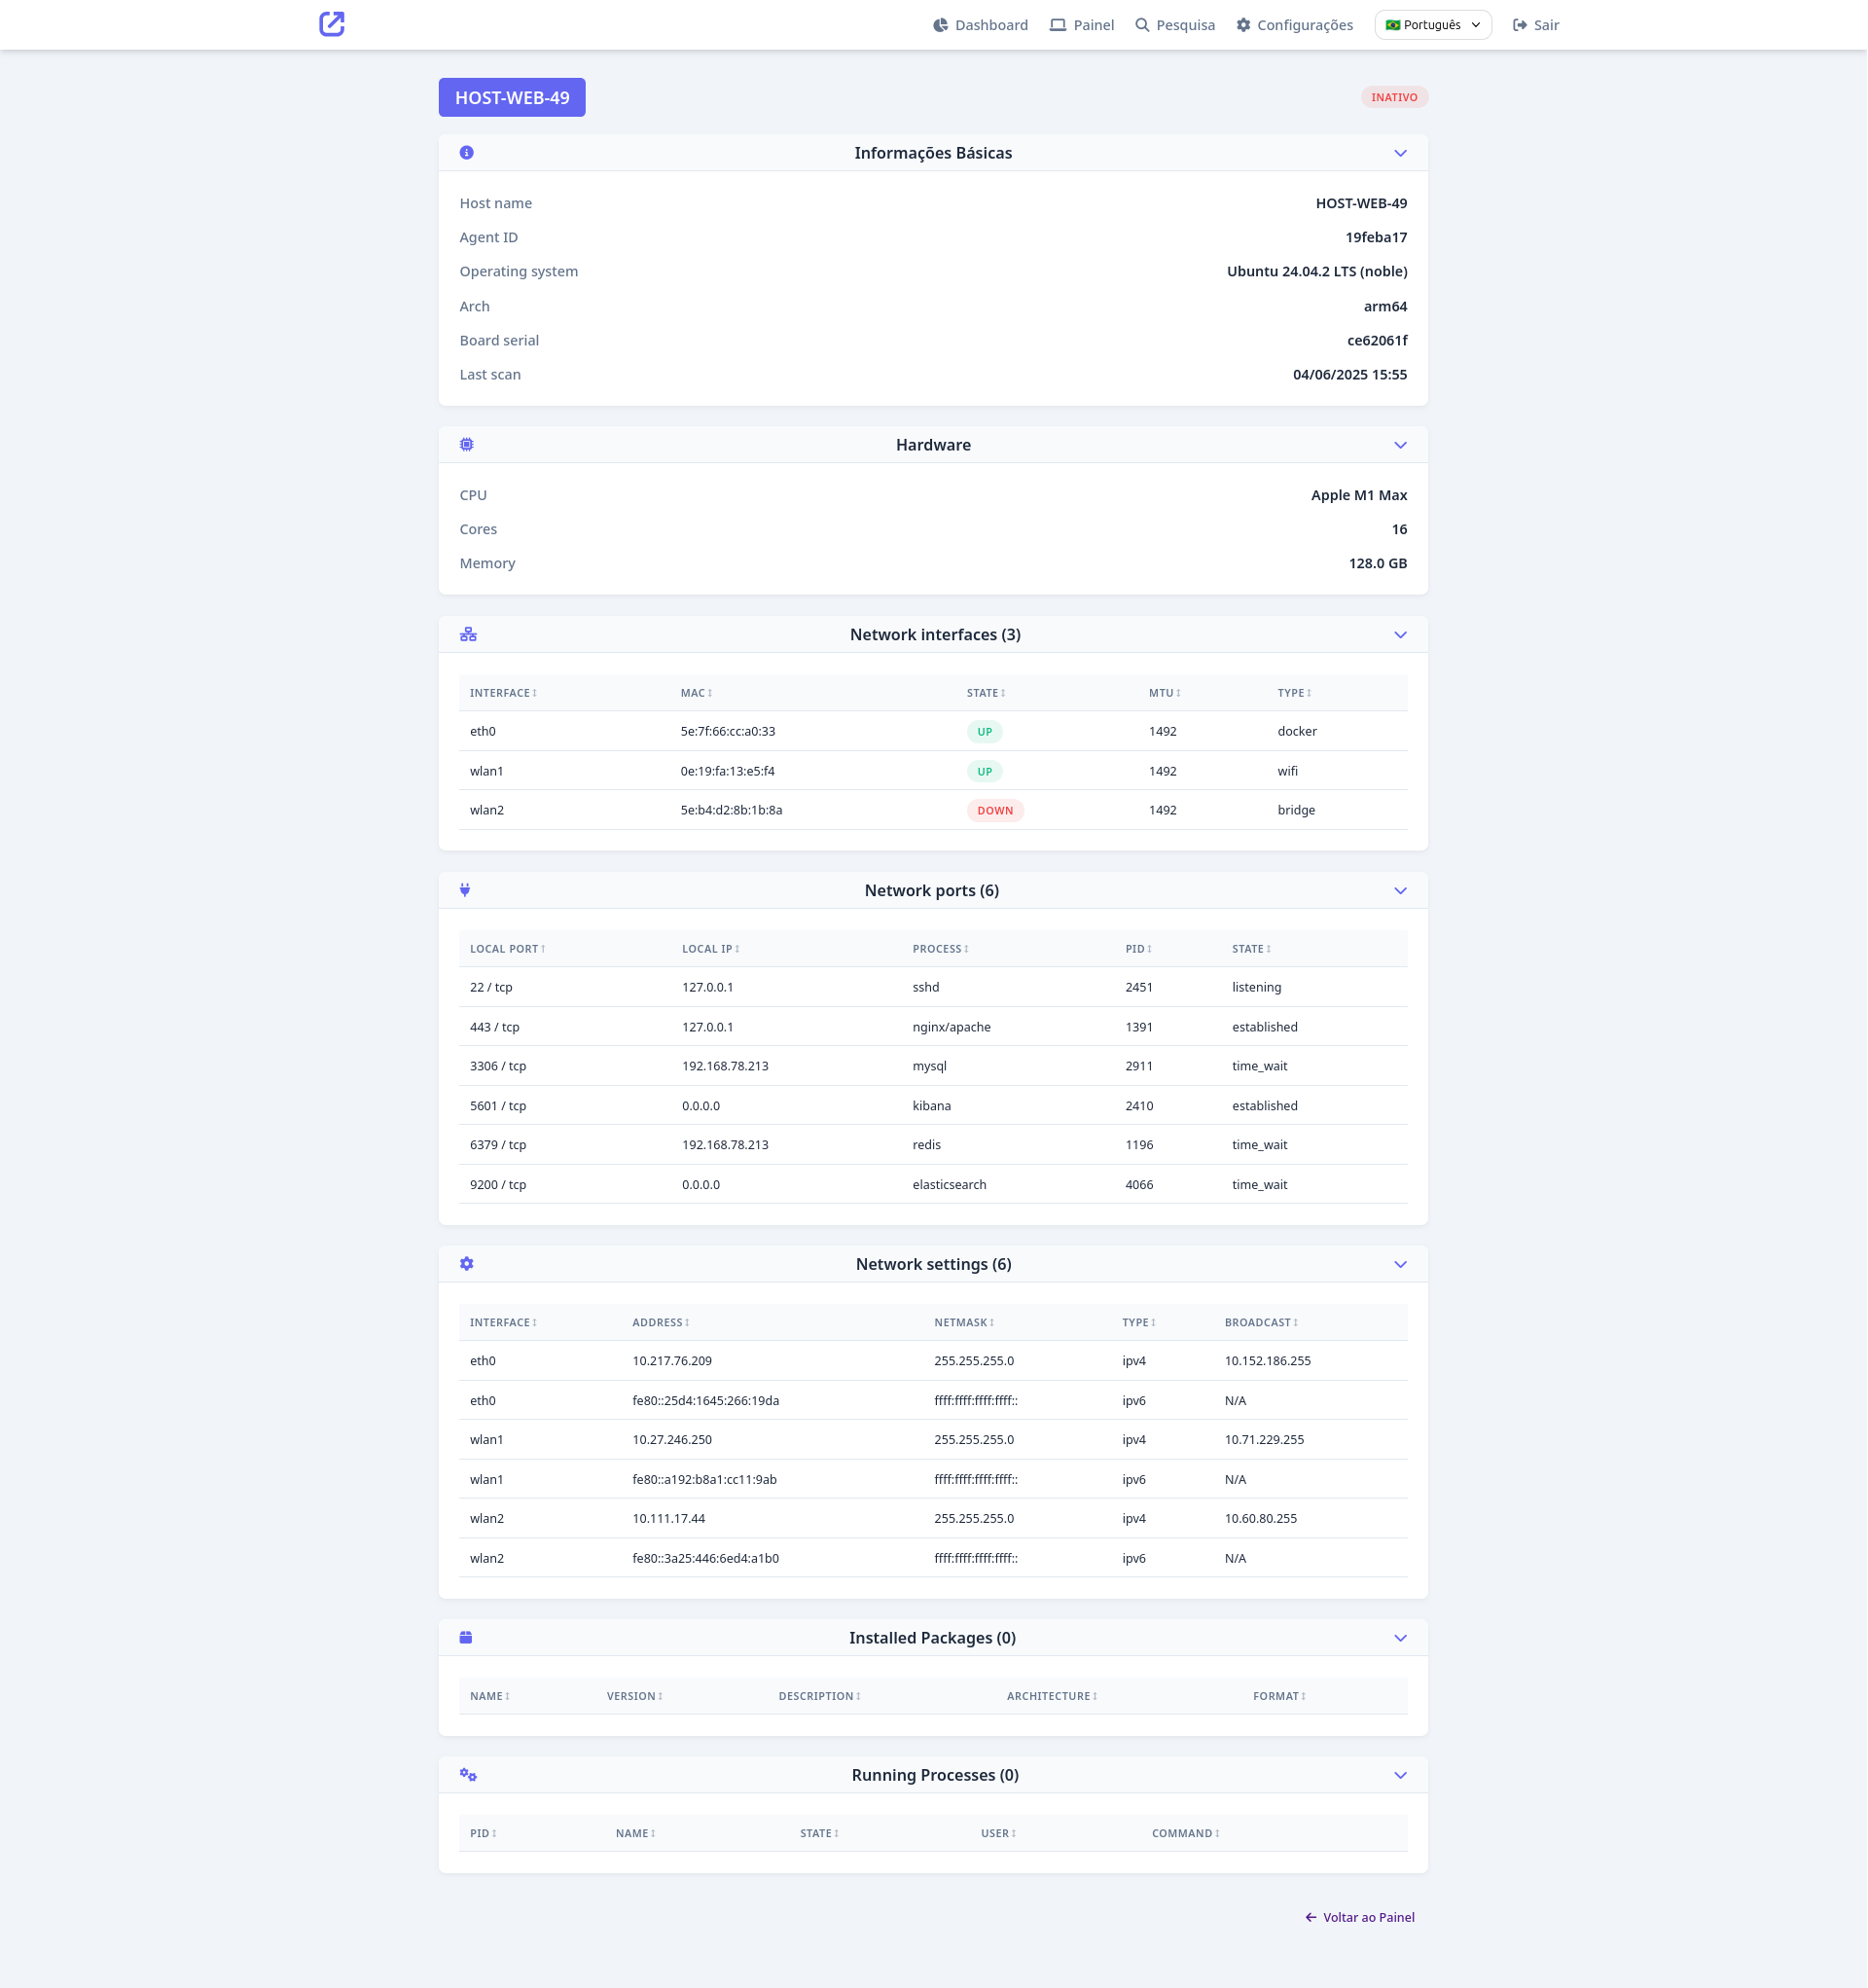 Dashboard Painel Pesquisa Configurações 🇧🇷 Português Sair
HOST-WEB-49 INATIVO
Informações Básicas
Host name HOST-WEB-49
Agent ID 19feba17
Operating system Ubuntu 24.04.2 LTS (noble)
Arch arm64
Board serial ce62061f
Last scan 04/06/2025 15:55
Hardware
CPU Apple M1 Max
Cores 16
Memory 128.0 GB
Network interfaces (3)
INTERFACE↕ MAC↕ STATE↕ MTU↕ TYPE↕
eth0 5e:7f:66:cc:a0:33 UP 1492 docker
wlan1 0e:19:fa:13:e5:f4 UP 1492 wifi
wlan2 5e:b4:d2:8b:1b:8a DOWN 1492 bridge
Network ports (6)
LOCAL PORT↑ LOCAL IP↕ PROCESS↕ PID↕ STATE↕
22 / tcp 127.0.0.1 sshd 2451 listening
443 / tcp 127.0.0.1 nginx/apache 1391 established
3306 / tcp 192.168.78.213 mysql 2911 time_wait
5601 / tcp 0.0.0.0 kibana 2410 established
6379 / tcp 192.168.78.213 redis 1196 time_wait
9200 / tcp 0.0.0.0 elasticsearch 4066 time_wait
Network settings (6)
INTERFACE↕ ADDRESS↕ NETMASK↕ TYPE↕ BROADCAST↕
eth0 10.217.76.209 255.255.255.0 ipv4 10.152.186.255
eth0 fe80::25d4:1645:266:19da ffff:ffff:ffff:ffff:: ipv6 N/A
wlan1 10.27.246.250 255.255.255.0 ipv4 10.71.229.255
wlan1 fe80::a192:b8a1:cc11:9ab ffff:ffff:ffff:ffff:: ipv6 N/A
wlan2 10.111.17.44 255.255.255.0 ipv4 10.60.80.255
wlan2 fe80::3a25:446:6ed4:a1b0 ffff:ffff:ffff:ffff:: ipv6 N/A
Installed Packages (0)
NAME↕ VERSION↕ DESCRIPTION↕ ARCHITECTURE↕ FORMAT↕
Running Processes (0)
PID↕ NAME↕ STATE↕ USER↕ COMMAND↕
← Voltar ao Painel